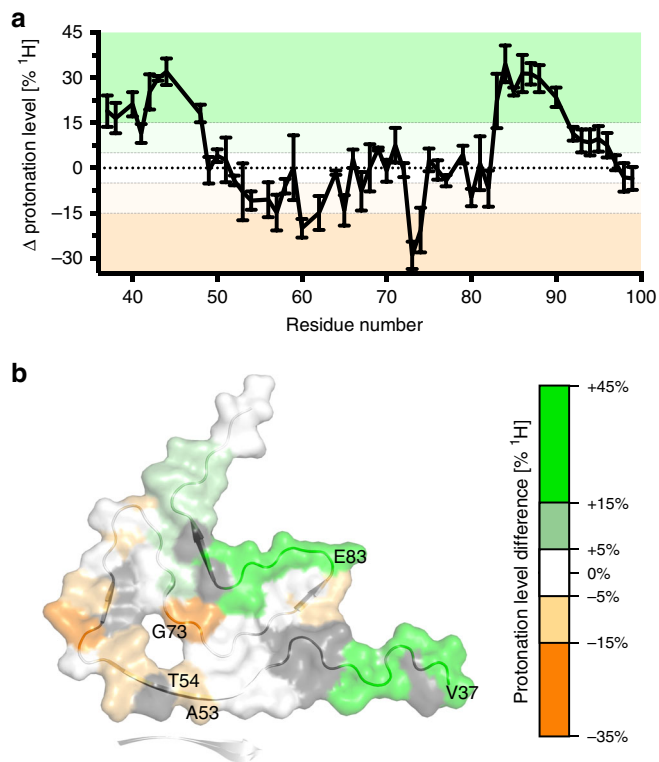 a
Δ protonation level [% ¹H]
45
30
15
0
−15
−30
40 50 60 70 80 90 100
Residue number
b
E83
G73
T54
A53
V37
Protonation level difference [% ¹H]
+45%
+15%
+5%
0%
−5%
−15%
−35%